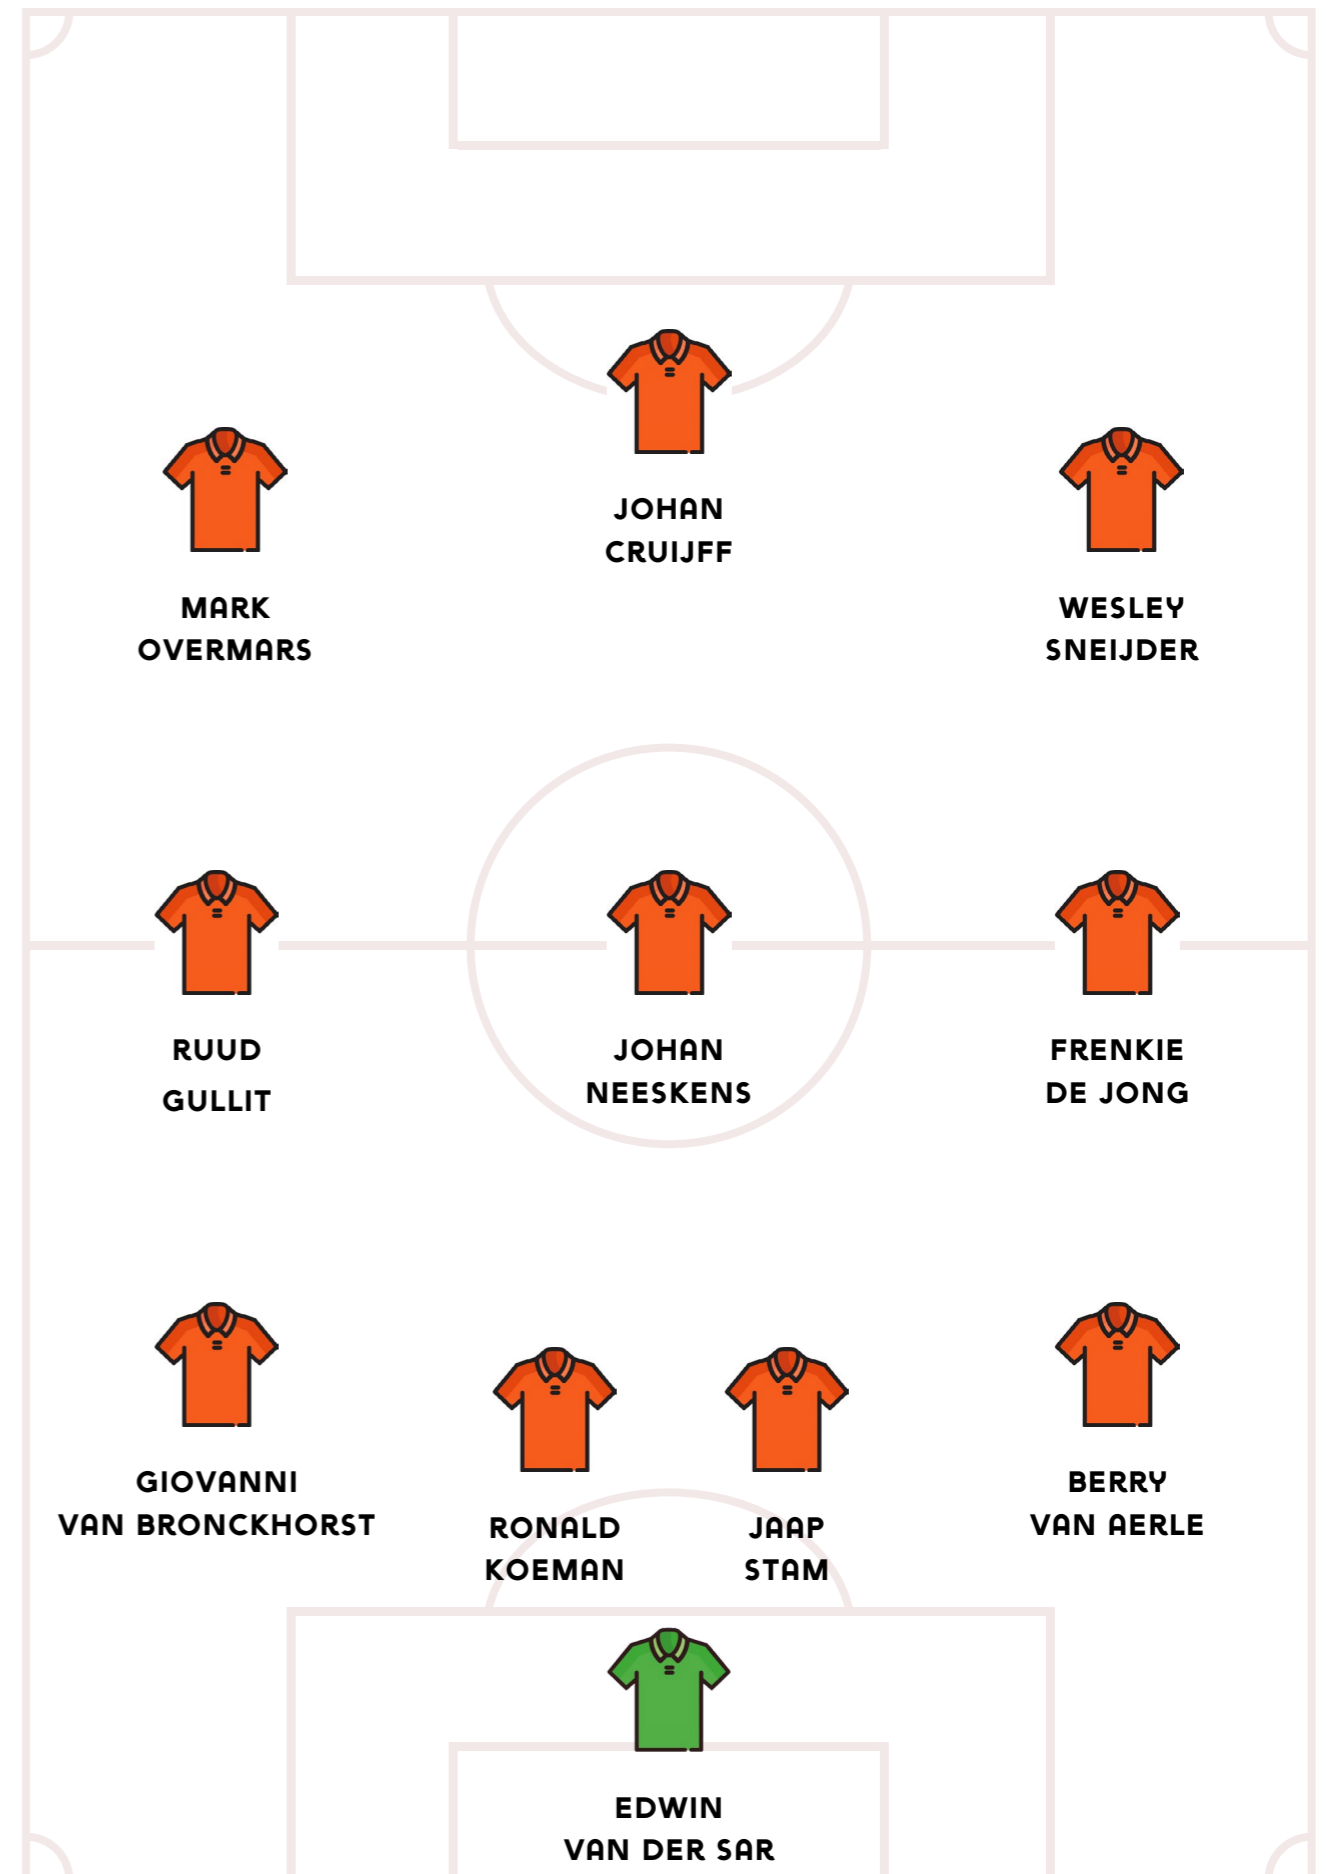 JOHAN
CRUIJFF
MARK
OVERMARS
WESLEY
SNEIJDER
RUUD
GULLIT
JOHAN
NEESKENS
FRENKIE
DE JONG
GIOVANNI
VAN BRONCKHORST
RONALD
KOEMAN
JAAP
STAM
BERRY
VAN AERLE
EDWIN
VAN DER SAR